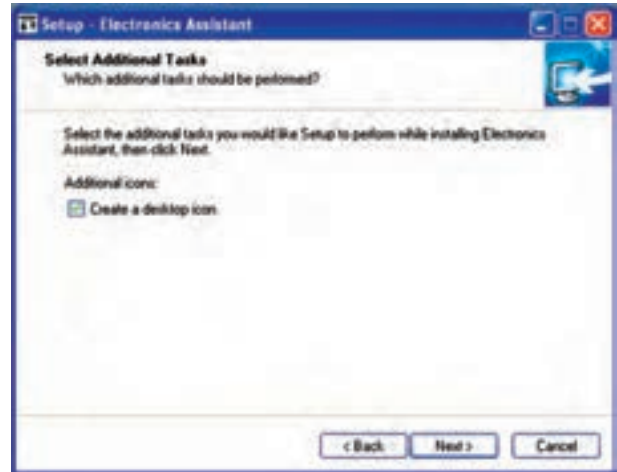 Setup - Electronics Assistant
Select Additional Tasks
Which additional tasks should be performed?
Select the additional tasks you would like Setup to perform while installing Electronics
Assistant, then click Next.
Additional icons:
Create a desktop icon
< Back
Next >
Cancel